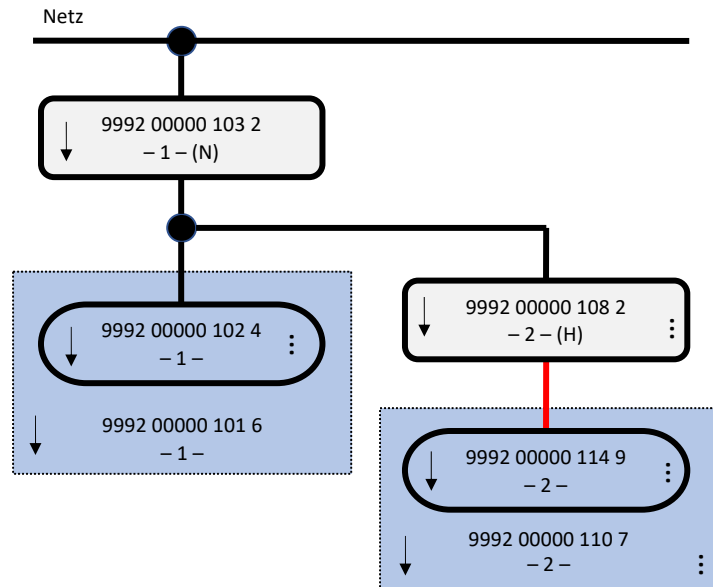 Netz
9992 00000 103 2
– 1 – (N)
9992 00000 102 4
– 1 –
9992 00000 101 6
– 1 –
9992 00000 108 2
– 2 – (H)
9992 00000 114 9
– 2 –
9992 00000 110 7
– 2 –